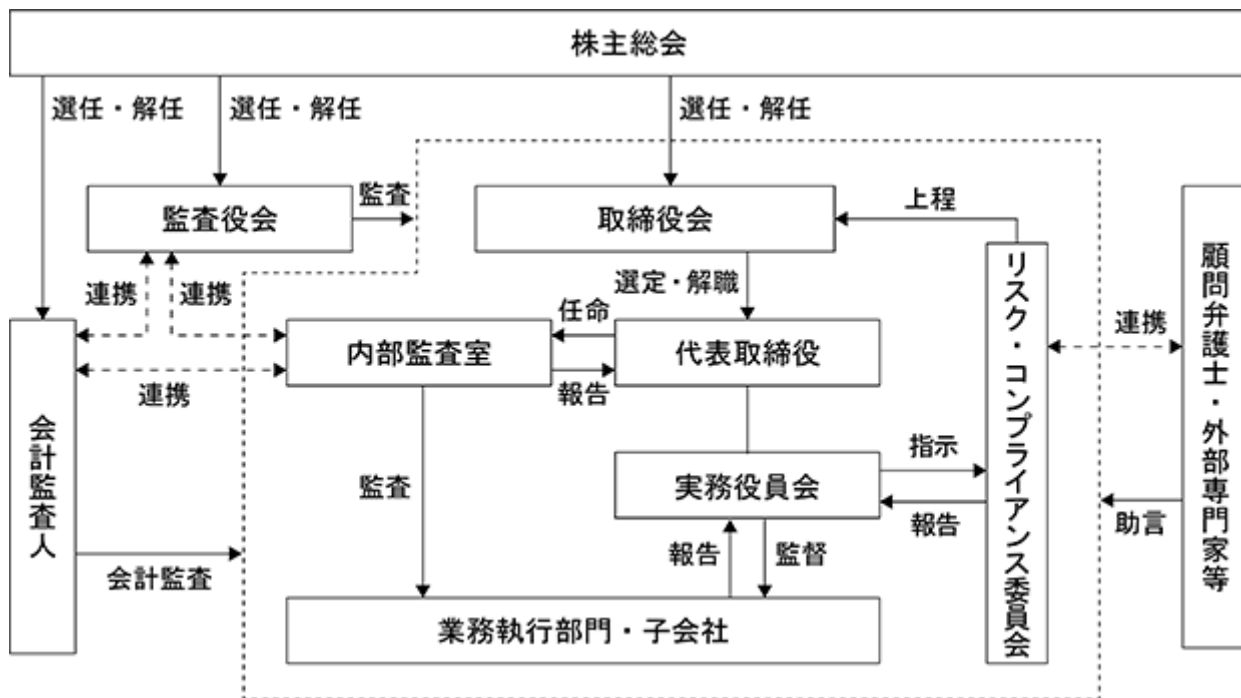 株主総会
選任・解任
選任・解任
選任・解任
監査役会
監査
取締役会
上程
連携
連携
選定・解職
任命
内部監査室
代表取締役
報告
連携
連携
会計監査人
監査
実務役員会
指示
報告
リスク・コンプライアンス委員会
顧問弁護士・外部専門家等
助言
会計監査
報告
監督
業務執行部門・子会社